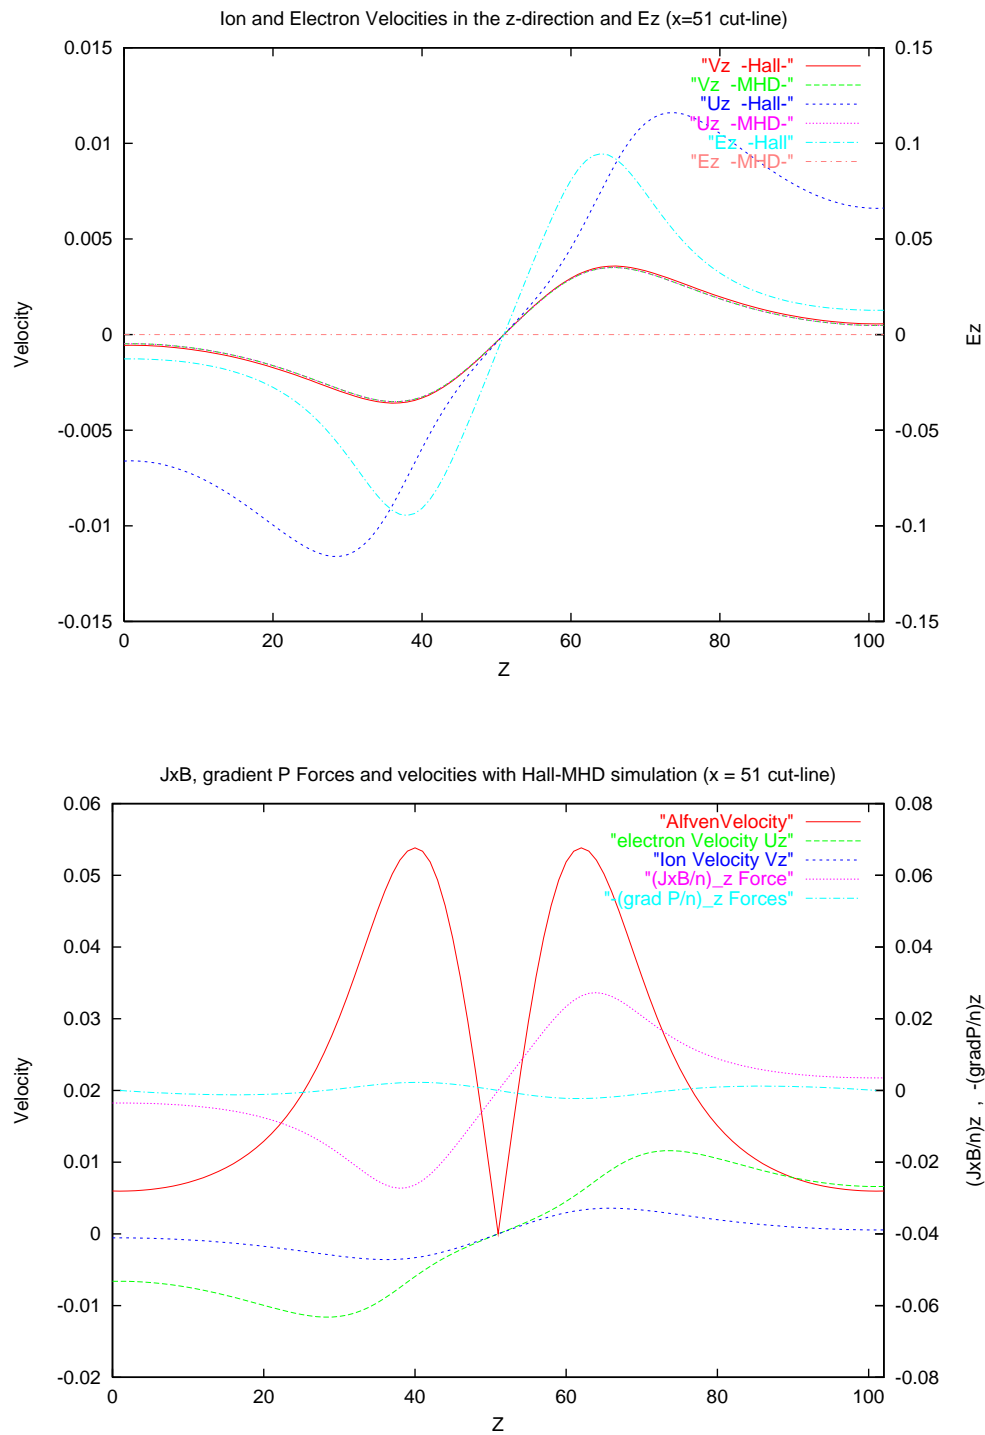 Ion and Electron Velocities in the z-direction and Ez (x=51 cut-line)
0.015
0.01
0.005
0
-0.005
-0.01
-0.015
0.15
0.1
0.05
0
-0.05
-0.1
-0.15
0 20 40 60 80 100
Velocity
Ez
Z
"Vz -Hall-"
"Vz -MHD-"
"Uz -Hall-"
"Uz -MHD-"
"Ez -Hall"
"Ez -MHD-"
JxB, gradient P Forces and velocities with Hall-MHD simulation (x = 51 cut-line)
0.06
0.05
0.04
0.03
0.02
0.01
0
-0.01
-0.02
0.08
0.06
0.04
0.02
0
-0.02
-0.04
-0.06
-0.08
0 20 40 60 80 100
Velocity
(JxB/n)z , -(gradP/n)z
Z
"AlfvenVelocity"
"electron Velocity Uz"
"Ion Velocity Vz"
"(JxB/n)_z Force"
"-(grad P/n)_z Forces"